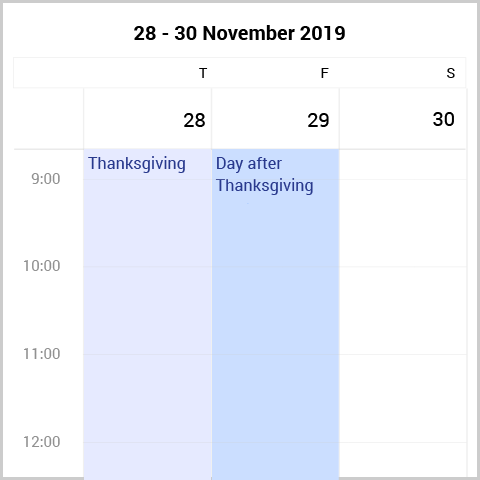 28 - 30 November 2019
T F S
28 29 30
Thanksgiving Day after
Thanksgiving
9:00
10:00
11:00
12:00